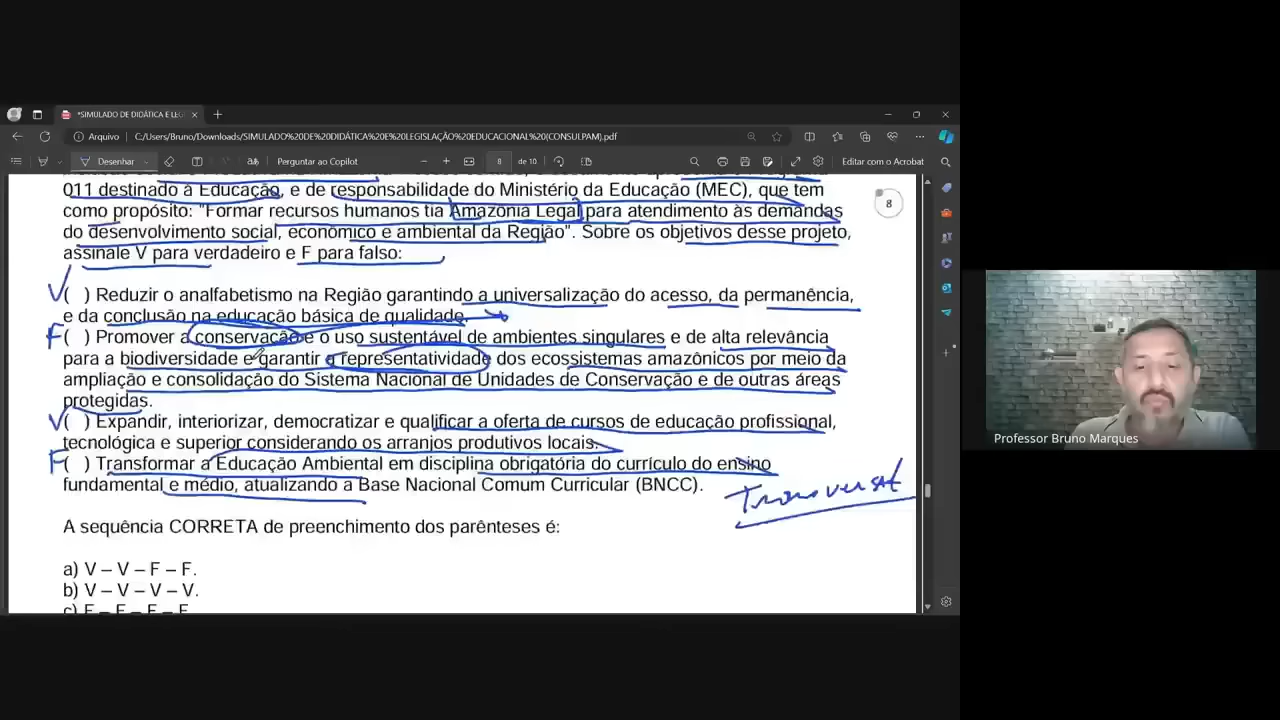 *SIMULADO DE DIDÁTICA E LEG
Arquivo C:/Users/Bruno/Downloads/SIMULADO%20DE%20DIDÁTICA%20E%20LEGISLAÇÃO%20EDUCACIONAL%20(CONSULPAM).pdf
Desenhar Perguntar ao Copilot 8 de 10 Editar com o Acrobat
011 destinado à Educação, e de responsabilidade do Ministério da Educação (MEC), que tem
como propósito: "Formar recursos humanos tia Amazônia Legal para atendimento às demandas
do desenvolvimento social, econômico e ambiental da Região". Sobre os objetivos desse projeto,
assinale V para verdadeiro e F para falso:
8
V ( ) Reduzir o analfabetismo na Região garantindo a universalização do acesso, da permanência,
e da conclusão na educação básica de qualidade.
F ( ) Promover a conservação e o uso sustentável de ambientes singulares e de alta relevância
para a biodiversidade e garantir a representatividade dos ecossistemas amazônicos por meio da
ampliação e consolidação do Sistema Nacional de Unidades de Conservação e de outras áreas
protegidas.
V ( ) Expandir, interiorizar, democratizar e qualificar a oferta de cursos de educação profissional,
tecnológica e superior considerando os arranjos produtivos locais.
F ( ) Transformar a Educação Ambiental em disciplina obrigatória do currículo do ensino
fundamental e médio, atualizando a Base Nacional Comum Curricular (BNCC).
Transversal
A sequência CORRETA de preenchimento dos parênteses é:
a) V – V – F – F.
b) V – V – V – V.
c) F – F – F – F
Professor Bruno Marques